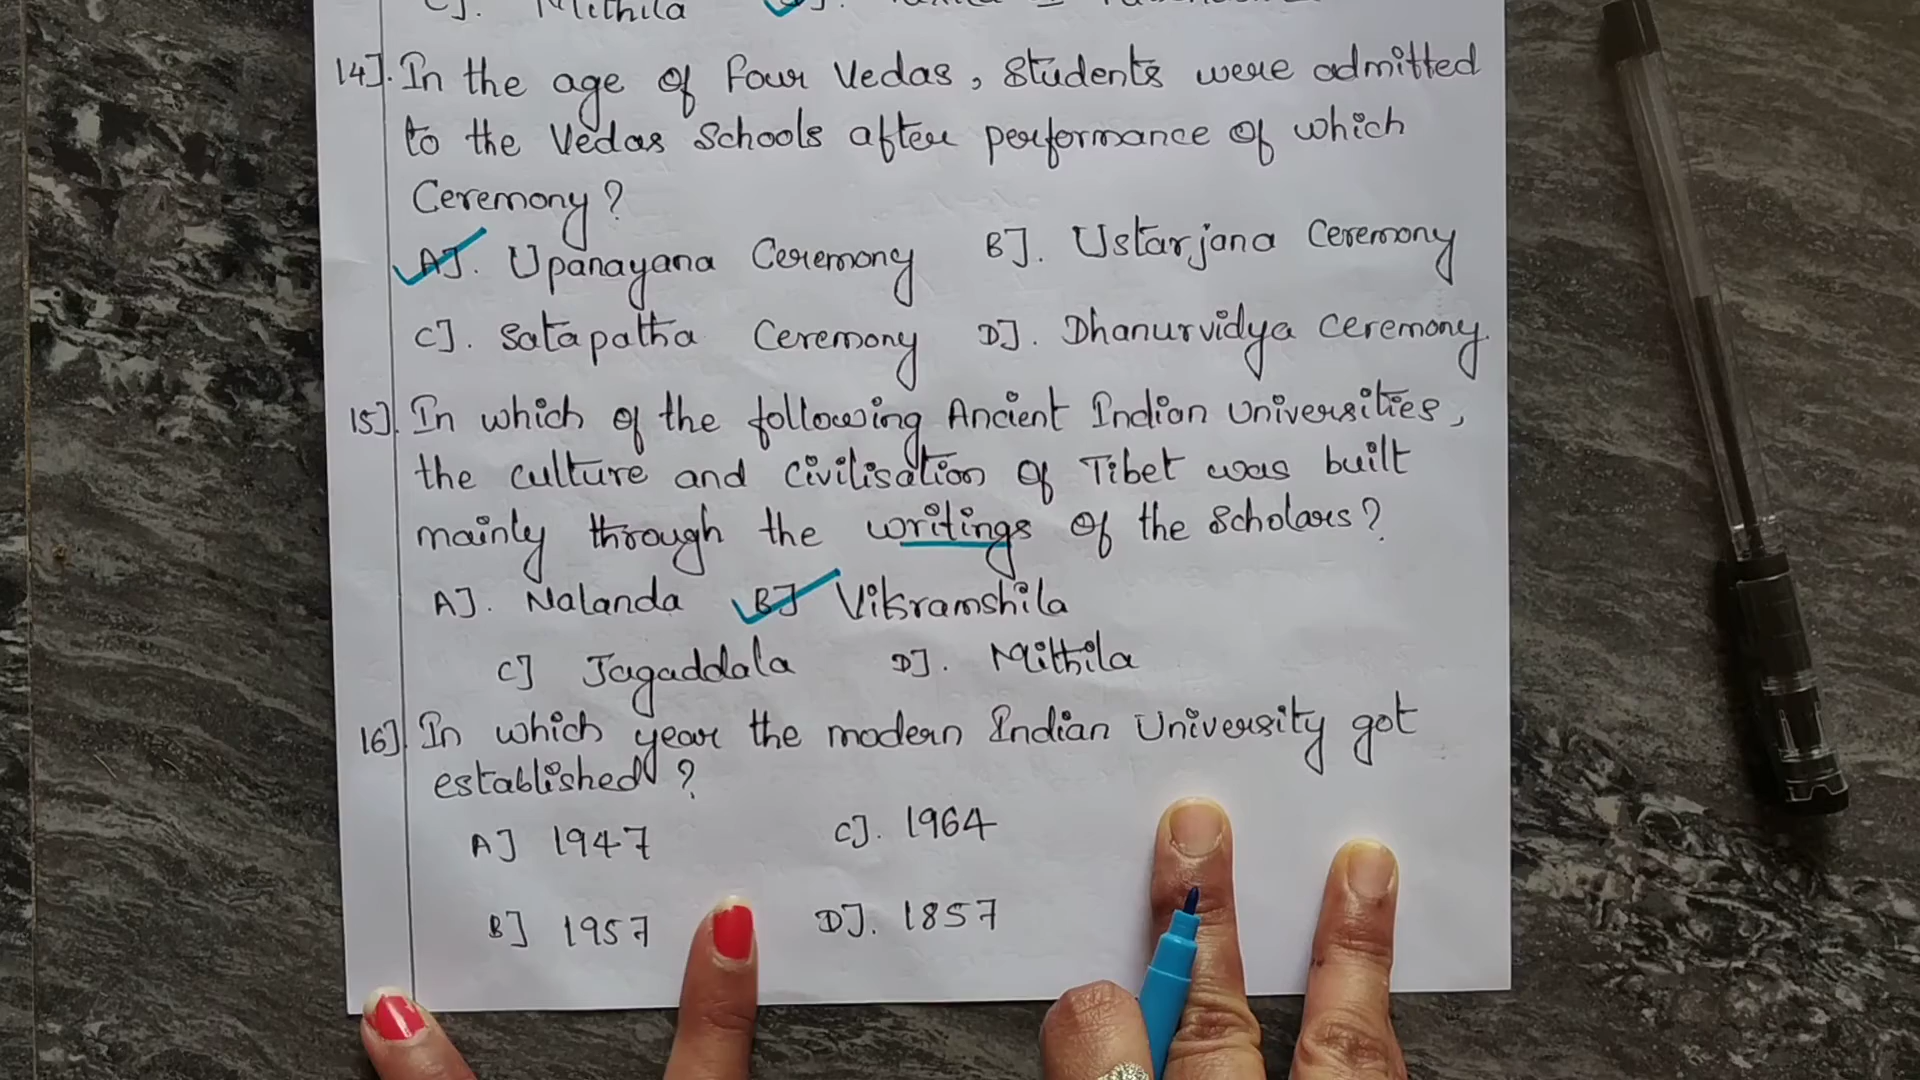 C]. Mithila
14]. In the age of four Vedas, Students were admitted
to the Vedas Schools after performance of which
Ceremony?
A]. Upanayana Ceremony B]. Ustarjana Ceremony
C]. Satapatha Ceremony D]. Dhanurvidya Ceremony.
15]. In which of the following Ancient Indian Universities,
the culture and civilisation of Tibet was built
mainly through the writings of the Scholars?
A]. Nalanda B] Vikramshila
C] Jagaddala D]. Mithila
16] In which year the modern Indian University got
established?
A] 1947 C]. 1964
B] 1957 D]. 1857